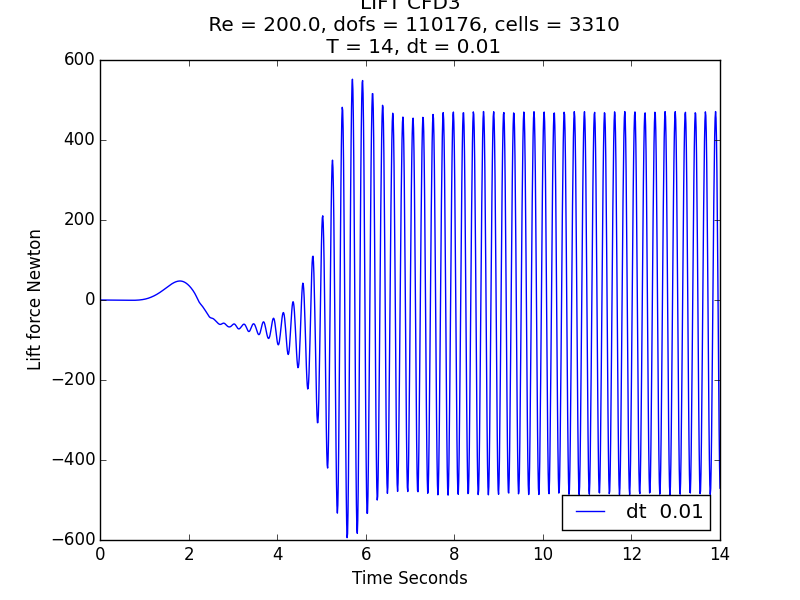 LIFT CFD3
Re = 200.0, dofs = 110176, cells = 3310
T = 14, dt = 0.01
600
400
200
0
−200
−400
−600
Lift force Newton
0 2 4 6 8 10 12 14
Time Seconds
dt 0.01